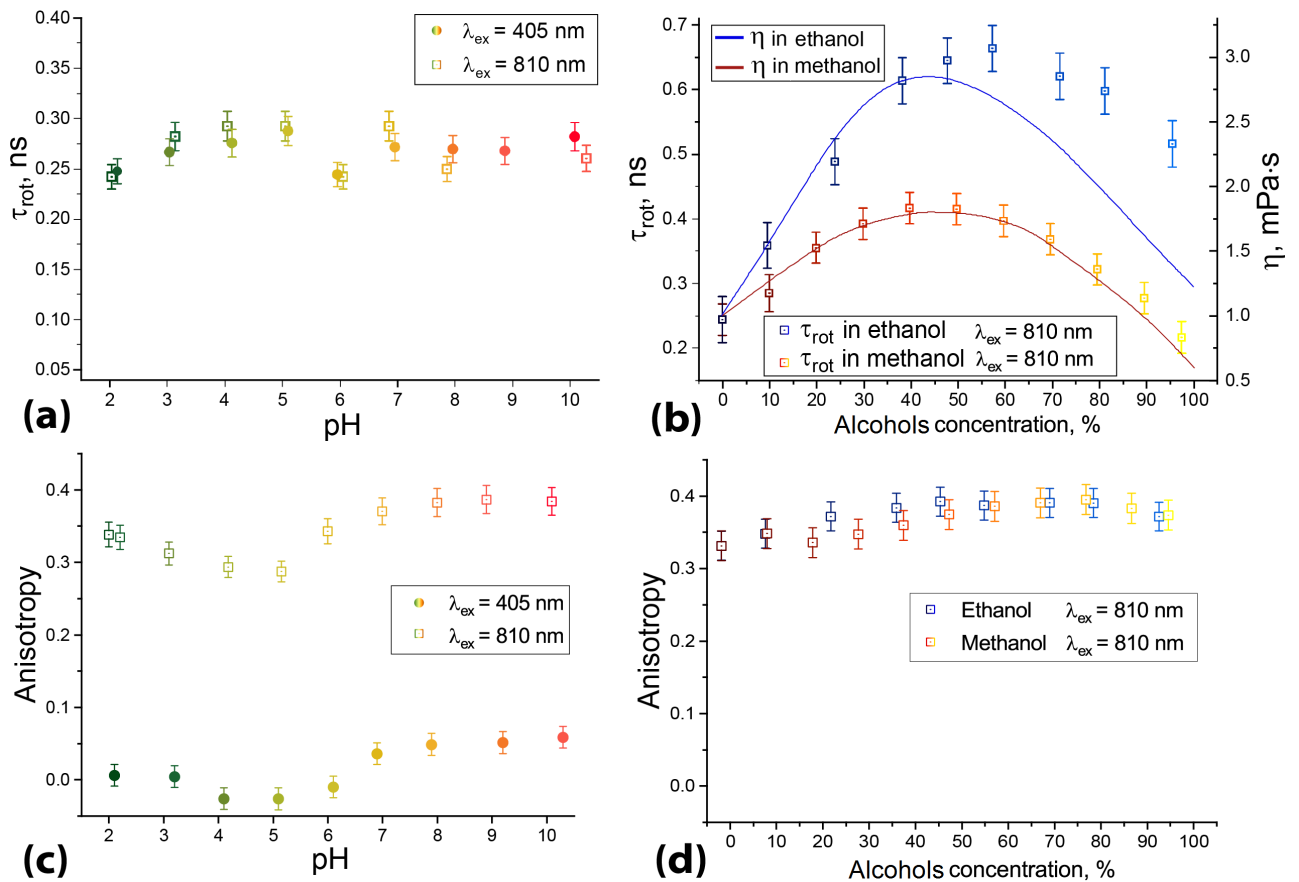 0.40
0.35
0.30
0.25
0.20
0.15
0.10
0.05
τrot, ns
λex = 405 nm
λex = 810 nm
2 3 4 5 6 7 8 9 10
pH
(a)
0.7
0.6
0.5
0.4
0.3
0.2
τrot, ns
η in ethanol
η in methanol
3.0
2.5
2.0
1.5
1.0
0.5
η, mPa·s
τrot in ethanol λex = 810 nm
τrot in methanol λex = 810 nm
0 10 20 30 40 50 60 70 80 90 100
Alcohols concentration, %
(b)
0.4
0.3
0.2
0.1
0.0
Anisotropy
λex = 405 nm
λex = 810 nm
2 3 4 5 6 7 8 9 10
pH
(c)
0.4
0.3
0.2
0.1
0.0
Anisotropy
Ethanol λex = 810 nm
Methanol λex = 810 nm
0 10 20 30 40 50 60 70 80 90 100
Alcohols concentration, %
(d)